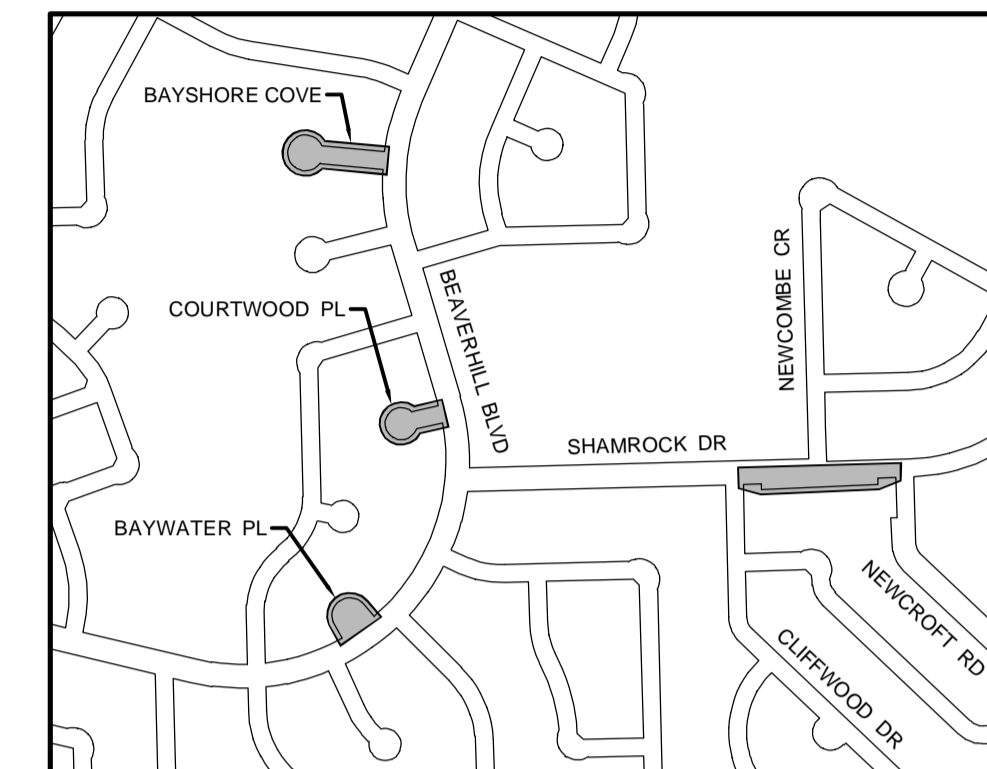 BAYSHORE COVE
COURTWOOD PL
BEAVERHILL BLVD
NEWCOMBE CR
SHAMROCK DR
BAYWATER PL
NEWCROFT RD
CLIFFWOOD DR